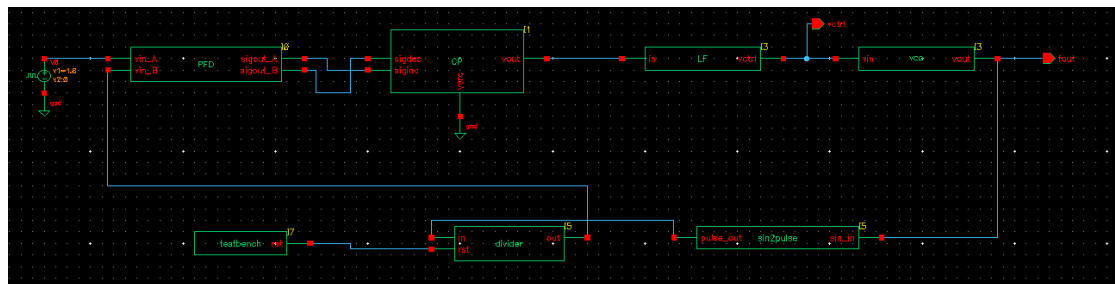 vctrl
I0
I1
I3
I3
V0
v1=1.8
v2:0
gnd
vin_A
vin_B
PFD
sigout_A
sigout_B
sigdec
siginc
CP
vout
vsrc
gnd
in
LF
vctrl
vin
vco
vout
fout
I7
testbench
rst
I5
in
rst
divider
out
I5
pulse_out
sin2pulse
sin_in